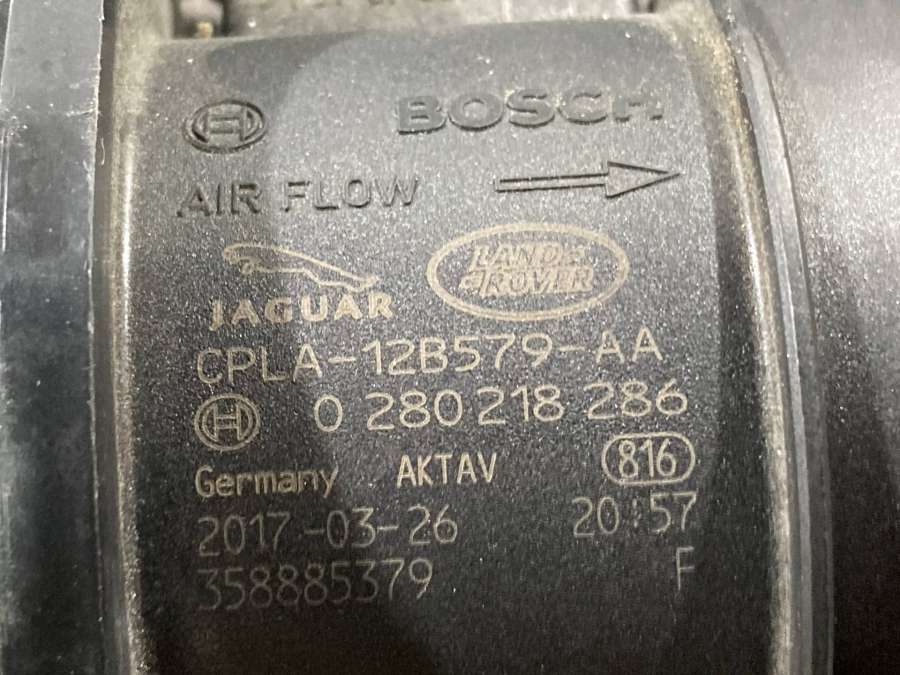 BOSCH
AIR FLOW
JAGUAR
LAND ROVER
CPLA-12B579-AA
0 280 218 286
Germany AKTAV 816
2017-03-26 20:57
358885379 F